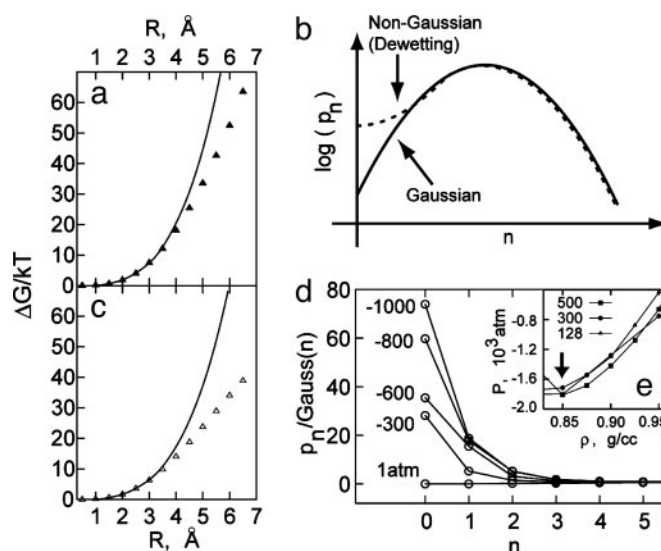 R, Å
0 1 2 3 4 5 6 7
a
60
50
40
30
20
10
0
ΔG/kT
c
60
50
40
30
20
10
0
1 2 3 4 5 6 7
R, Å
b
Non-Gaussian
(Dewetting)
log ( pn )
Gaussian
n
d
80
60
40
20
0
pn/Gauss(n)
-1000
-800
-600
-300
1atm
0 1 2 3 4 5
n
500
300
128
-0.8
-1.2
-1.6
-2.0
P, 10³atm
e
0.85 0.90 0.95
ρ, g/cc